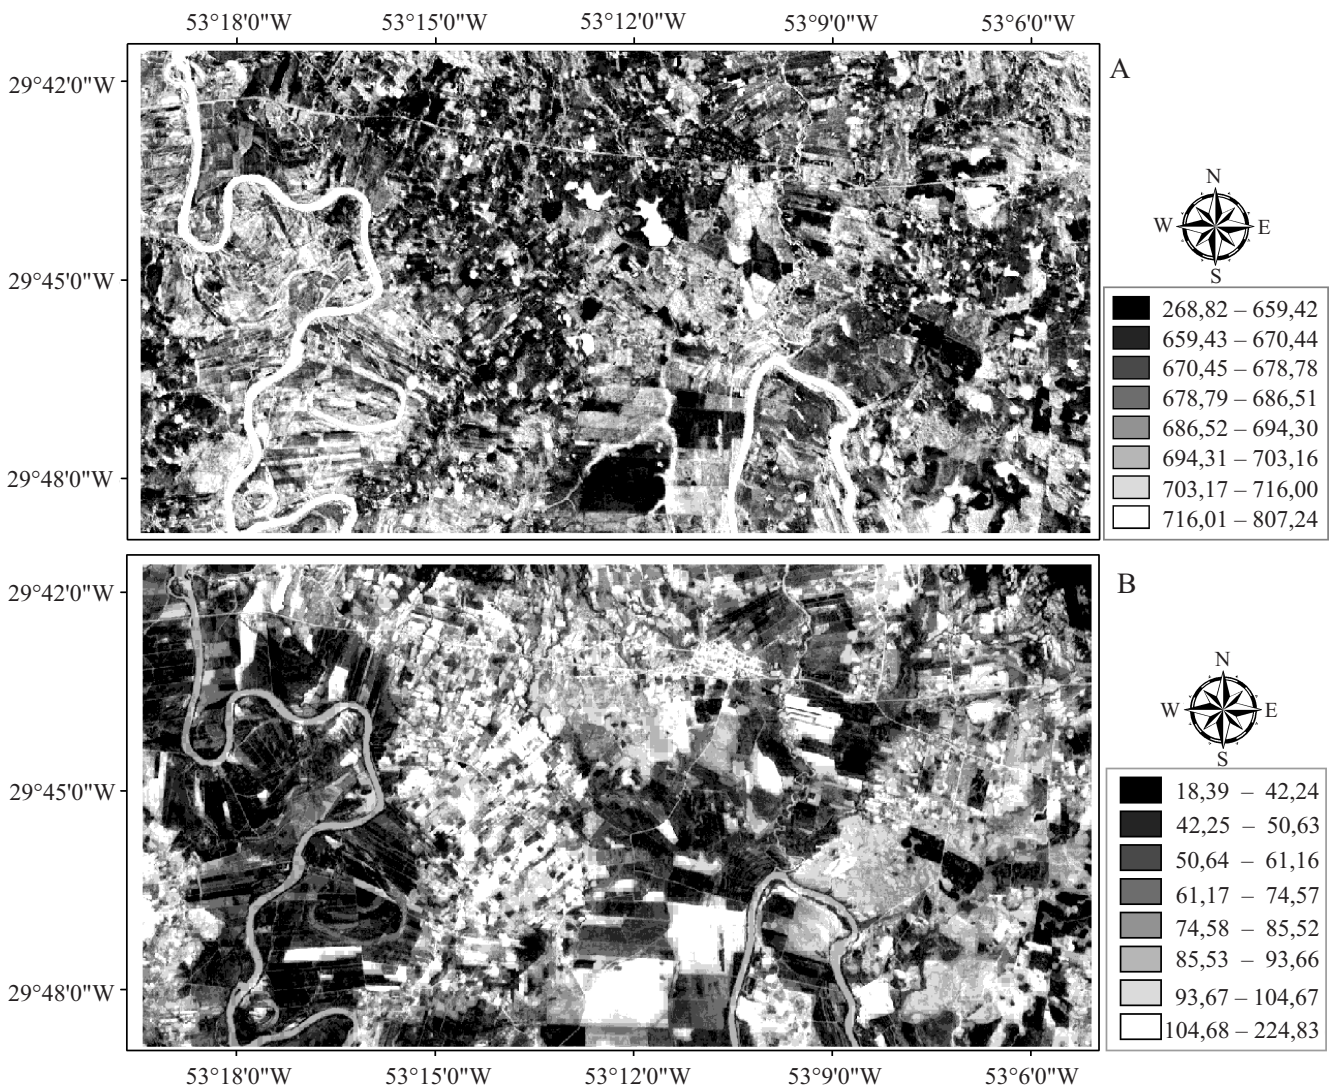 53°18'0"W 53°15'0"W 53°12'0"W 53°9'0"W 53°6'0"W
A
29°42'0"W
29°45'0"W
29°48'0"W
N
W E
S
268,82 – 659,42
659,43 – 670,44
670,45 – 678,78
678,79 – 686,51
686,52 – 694,30
694,31 – 703,16
703,17 – 716,00
716,01 – 807,24
B
29°42'0"W
29°45'0"W
29°48'0"W
N
W E
S
18,39 – 42,24
42,25 – 50,63
50,64 – 61,16
61,17 – 74,57
74,58 – 85,52
85,53 – 93,66
93,67 – 104,67
104,68 – 224,83
53°18'0"W 53°15'0"W 53°12'0"W 53°9'0"W 53°6'0"W